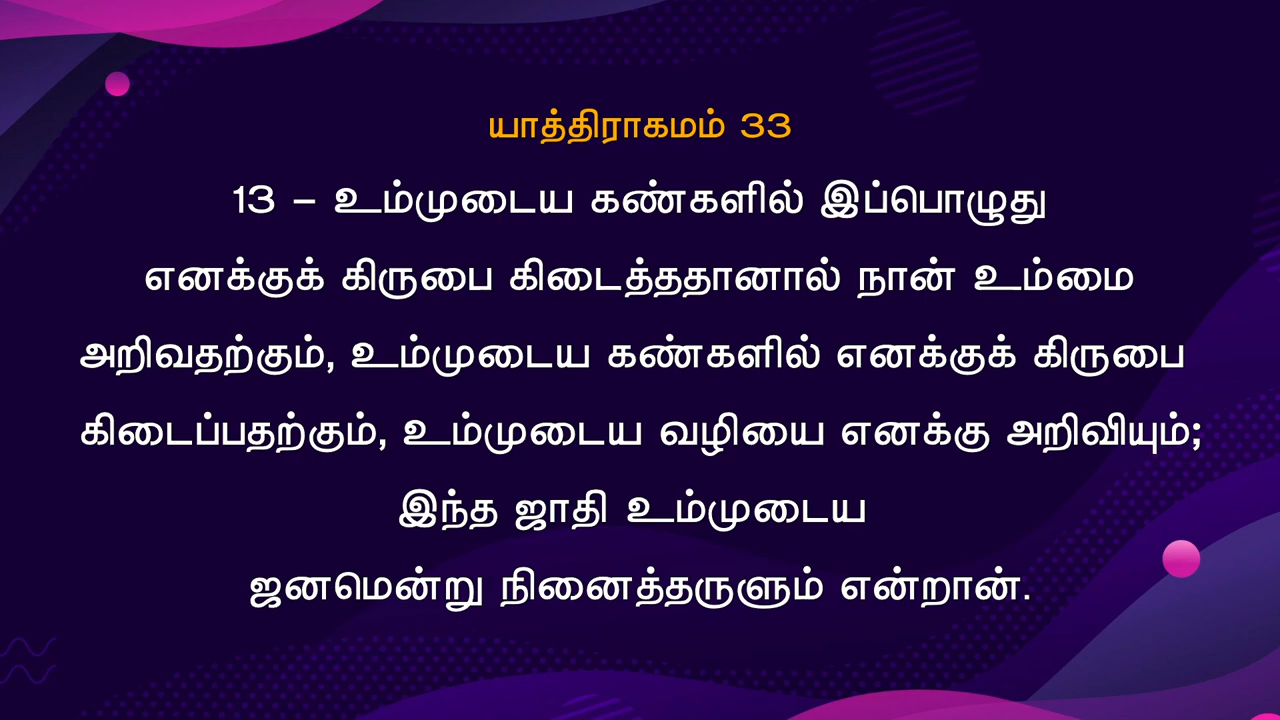 யாத்திராகமம் 33
13 – உம்முடைய கண்களில் இப்பொழுது
எனக்குக் கிருபை கிடைத்ததானால் நான் உம்மை
அறிவதற்கும், உம்முடைய கண்களில் எனக்குக் கிருபை
கிடைப்பதற்கும், உம்முடைய வழியை எனக்கு அறிவியும்;
இந்த ஜாதி உம்முடைய
ஜனமென்று நினைத்தருளும் என்றான்.